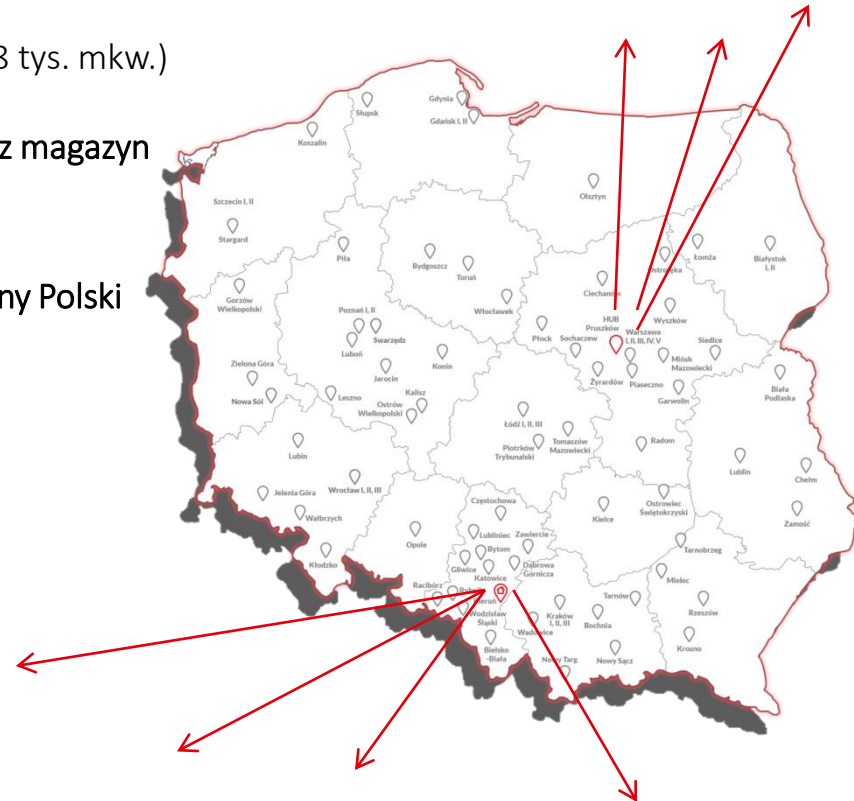 8 tys. mkw.)
z magazyn
ny Polski
Słupsk
Gdynia
Gdańsk I, II
Koszalin
Olsztyn
Szczecin I, II
Stargard
Piła
Bydgoszcz
Toruń
Włocławek
Łomża
Białystok
I, II
Ostrołęka
Ciechanów
Wyszków
Gorzów
Wielkopolski
Poznań I, II
Swarzędz
Luboń
Konin
Jarocin
Płock
Sochaczew
HUB
Pruszków
Warszawa
I, II, III, IV, V
Siedlce
Mińsk
Mazowiecki
Żyrardów
Piaseczno
Garwolin
Biała
Podlaska
Zielona Góra
Nowa Sól
Leszno
Kalisz
Ostrów
Wielkopolski
Łódź I, II, III
Piotrków
Trybunalski
Tomaszów
Mazowiecki
Radom
Lublin
Chełm
Zamość
Lubin
Jelenia Góra
Wrocław I, II, III
Wałbrzych
Kłodzko
Opole
Częstochowa
Lubliniec
Zawiercie
Bytom
Gliwice
Katowice
Dąbrowa
Górnicza
Kielce
Ostrowiec
Świętokrzyski
Tarnobrzeg
Mielec
Racibórz
Bieruń
Wodzisław
Śląski
Bielsko
-Biała
Wadowice
Kraków
I, II, III
Bochnia
Tarnów
Rzeszów
Krosno
Nowy Targ
Nowy Sącz